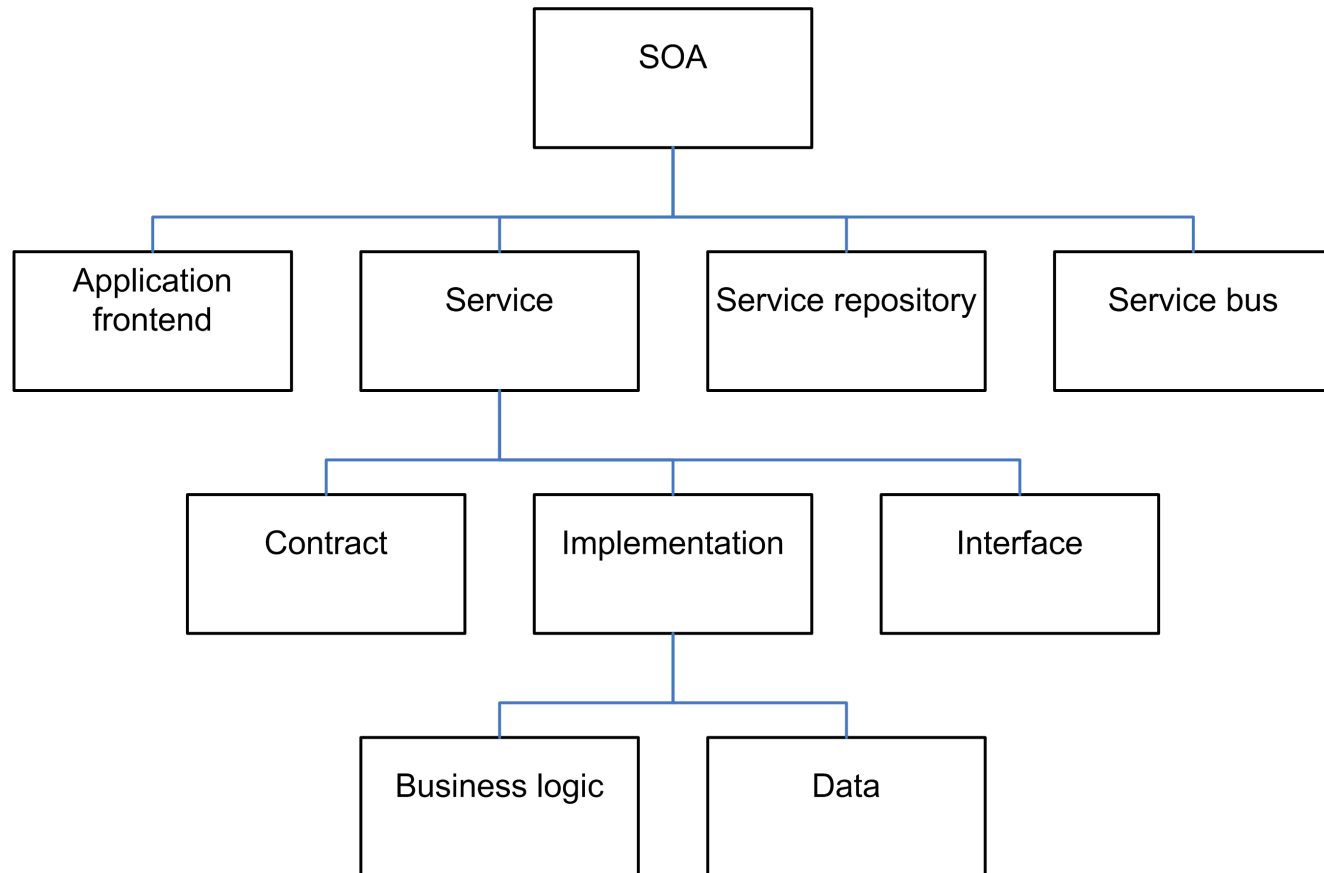 SOA
Application
frontend
Service
Service repository
Service bus
Contract
Implementation
Interface
Business logic
Data